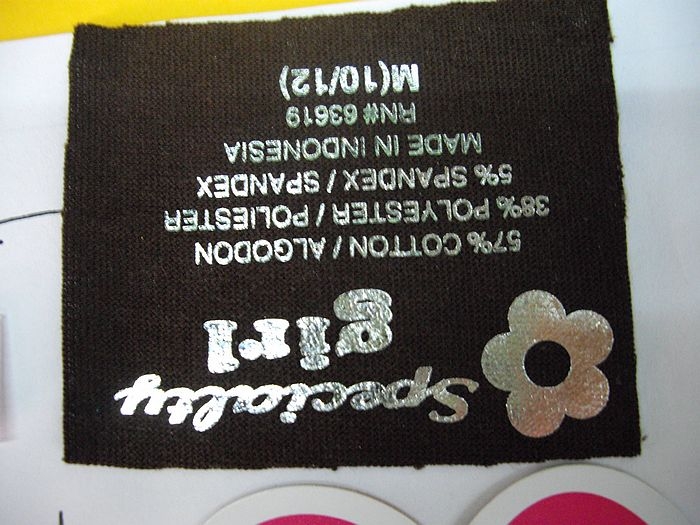 Specialty
girl
57% COTTON / ALGODON
38% POLYESTER / POLIESTER
5% SPANDEX / SPANDEX
MADE IN INDONESIA
RN# 63619
M(10/12)